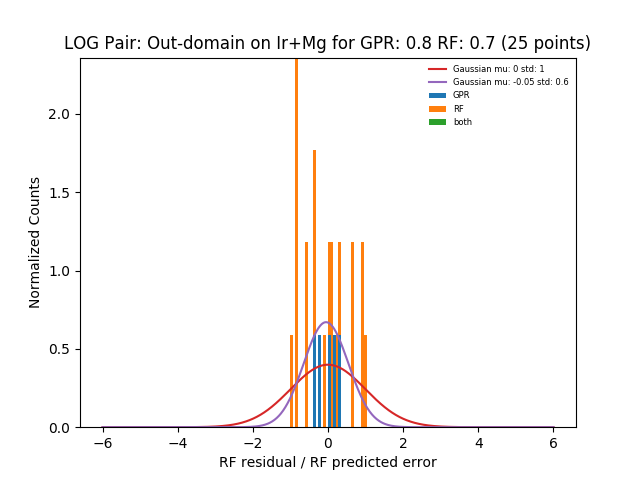 LOG Pair: Out-domain on Ir+Mg for GPR: 0.8 RF: 0.7 (25 points)
Gaussian mu: 0 std: 1
Gaussian mu: -0.05 std: 0.6
GPR
RF
both
Normalized Counts
2.0
1.5
1.0
0.5
0.0
−6
−4
−2
0
2
4
6
RF residual / RF predicted error